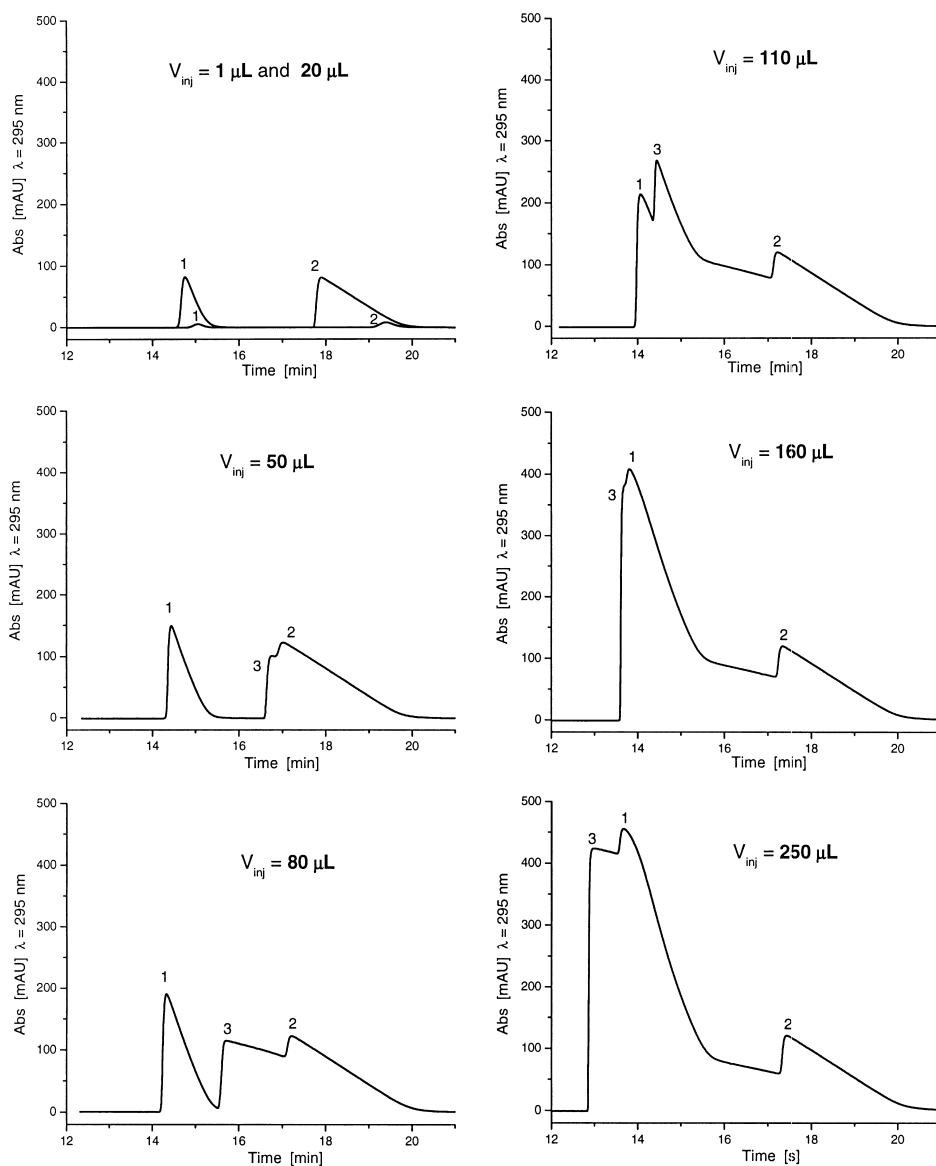 500
400
300
200
100
0
Abs [mAU] λ = 295 nm
V inj = 1 µL and 20 µL
1
2
1
2
12 14 16 18 20
Time [min]
500
400
300
200
100
0
Abs [mAU] λ = 295 nm
V inj = 50 µL
1
2
3
12 14 16 18 20
Time [min]
500
400
300
200
100
0
Abs [mAU] λ = 295 nm
V inj = 80 µL
1
3
2
12 14 16 18 20
Time [min]
500
400
300
200
100
0
Abs [mAU] λ = 295 nm
V inj = 110 µL
3
1
2
12 14 16 18 20
Time [min]
500
400
300
200
100
0
Abs [mAU] λ = 295 nm
V inj = 160 µL
1
3
2
12 14 16 18 20
Time [min]
500
400
300
200
100
0
Abs [mAU] λ = 295 nm
V inj = 250 µL
1
3
2
12 14 16 18 20
Time [s]